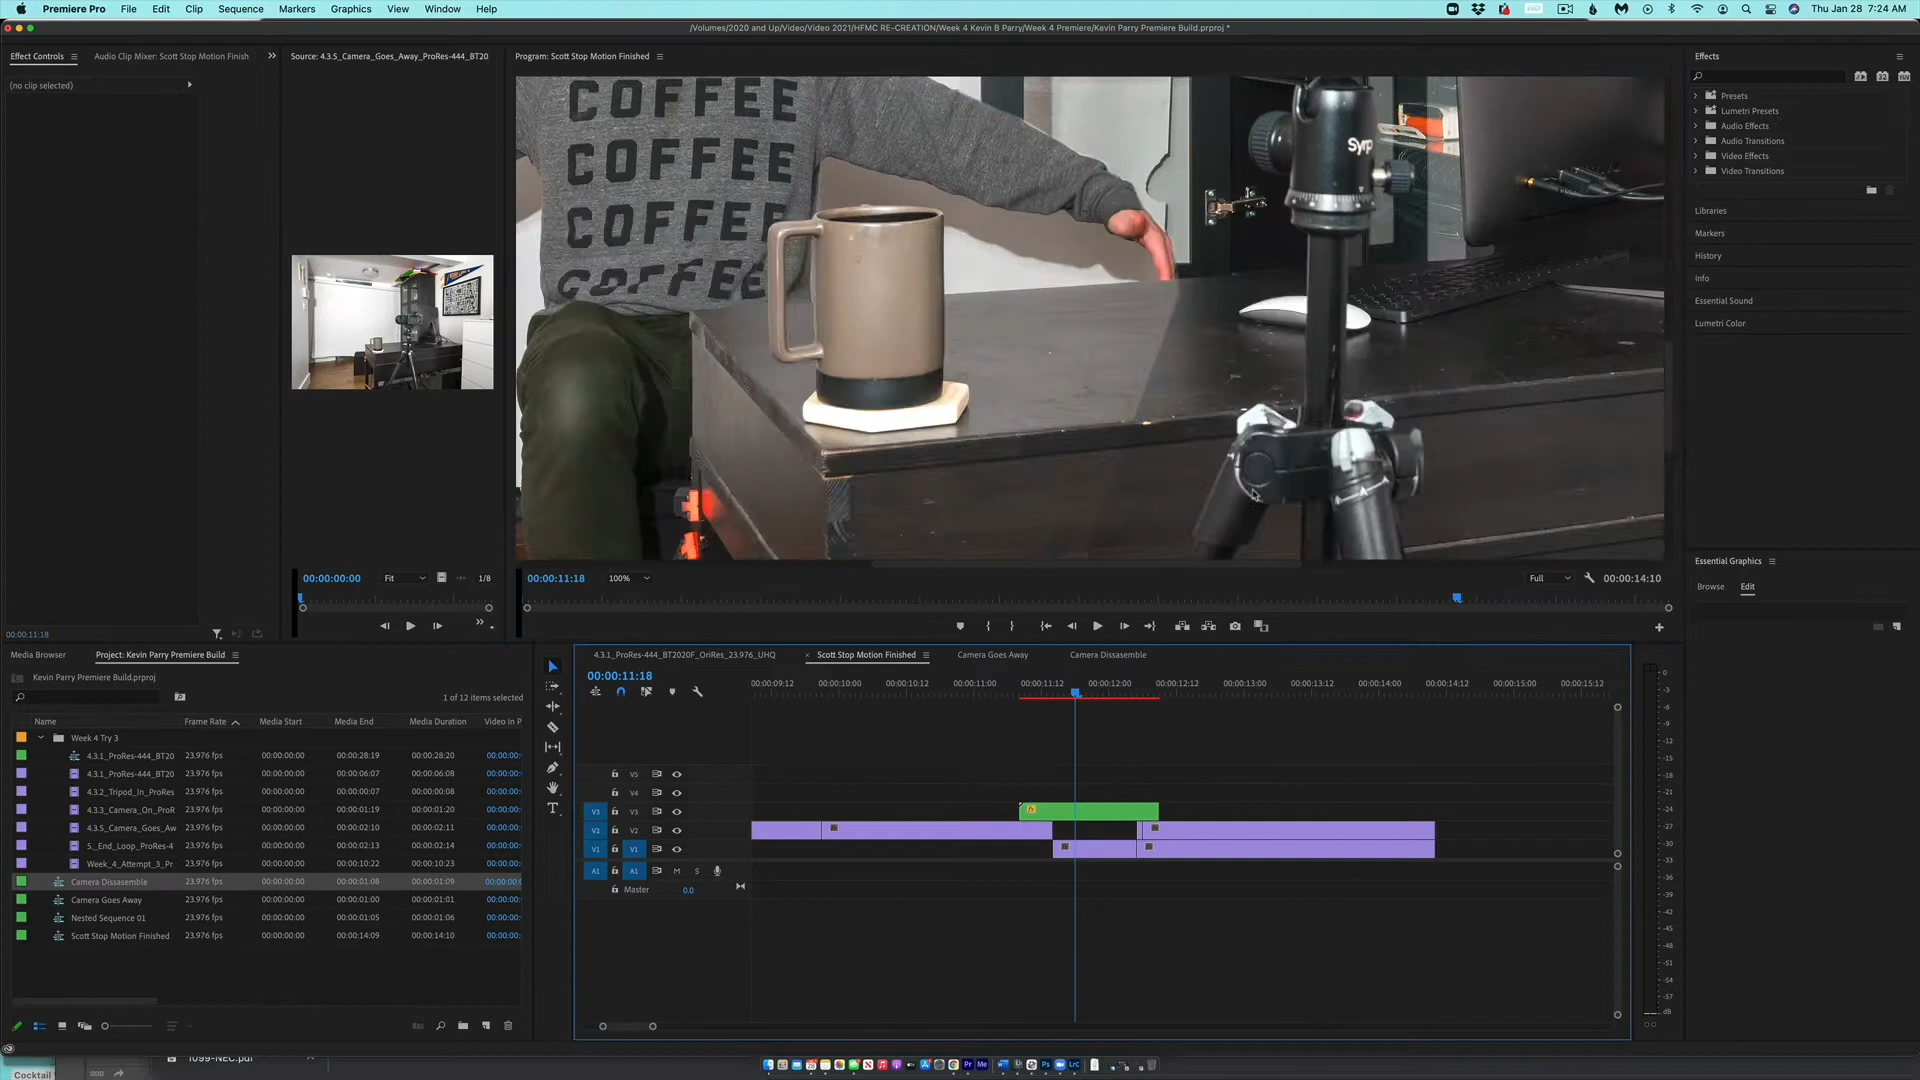 Premiere Pro File Edit Clip Sequence Markers Graphics View Window Help
Thu Jan 28 7:24 AM
/Volumes/2020 and Up/Video/Video 2021/HFMC RE-CREATION/Week 4 Kevin B Parry/Week 4 Premiere/Kevin Parry Premiere Build.prproj *
Effect Controls Audio Clip Mixer: Scott Stop Motion Finish
Source: 4.3.5_Camera_Goes_Away_ProRes-444_BT20
Program: Scott Stop Motion Finished
Effects
(no clip selected)
COFFEE
COFFEE
COFFEE
COFFEE
Syrp
Presets
Lumetri Presets
Audio Effects
Audio Transitions
Video Effects
Video Transitions
Libraries
Markers
History
Info
Essential Sound
Lumetri Color
Essential Graphics
Browse Edit
00:00:00:00 Fit 1/8
00:00:11:18 100% Full 00:00:14:10
00:00:11:18
Media Browser Project: Kevin Parry Premiere Build
Kevin Parry Premiere Build.prproj
1 of 12 items selected
Name Frame Rate Media Start Media End Media Duration Video In P
Week 4 Try 3
4.3.1_ProRes-444_BT20 23.976 fps 00:00:00:00 00:00:28:19 00:00:28:20 00:00:00:
4.3.1_ProRes-444_BT20 23.976 fps 00:00:00:00 00:00:06:07 00:00:06:08 00:00:00:
4.3.2_Tripod_In_ProRes 23.976 fps 00:00:00:00 00:00:00:07 00:00:00:08 00:00:00:
4.3.3_Camera_On_ProR 23.976 fps 00:00:00:00 00:00:01:19 00:00:01:20 00:00:00:
4.3.5_Camera_Goes_Aw 23.976 fps 00:00:00:00 00:00:02:10 00:00:02:11 00:00:00:
5._End_Loop_ProRes-4 23.976 fps 00:00:00:00 00:00:02:13 00:00:02:14 00:00:00:
Week_4_Attempt_3_Pr 23.976 fps 00:00:00:00 00:00:10:22 00:00:10:23 00:00:00:
Camera Dissasemble 23.976 fps 00:00:00:00 00:00:01:08 00:00:01:09 00:00:00:
Camera Goes Away 23.976 fps 00:00:00:00 00:00:01:00 00:00:01:01 00:00:00:
Nested Sequence 01 23.976 fps 00:00:00:00 00:00:01:05 00:00:01:06 00:00:00:
Scott Stop Motion Finished 23.976 fps 00:00:00:00 00:00:14:09 00:00:14:10 00:00:00:
4.3.1_ProRes-444_BT2020F_OriRes_23.976_UHQ × Scott Stop Motion Finished Camera Goes Away Camera Dissasemble
00:00:11:18
00:00:09:12 00:00:10:00 00:00:10:12 00:00:11:00 00:00:11:12 00:00:12:00 00:00:12:12 00:00:13:00 00:00:13:12 00:00:14:00 00:00:14:12 00:00:15:00 00:00:15:12
V5
V4
V3 V3 fx
V2 V2
V1 V1 V1
A1 A1 M S
Master 0.0
0
-3
-6
-9
-12
-15
-18
-21
-24
-27
-30
-33
-36
-39
-42
-45
-48
-51
-54
-57
dB
1099-NEC.pdf
Cocktail
Pr Me Ps LrC